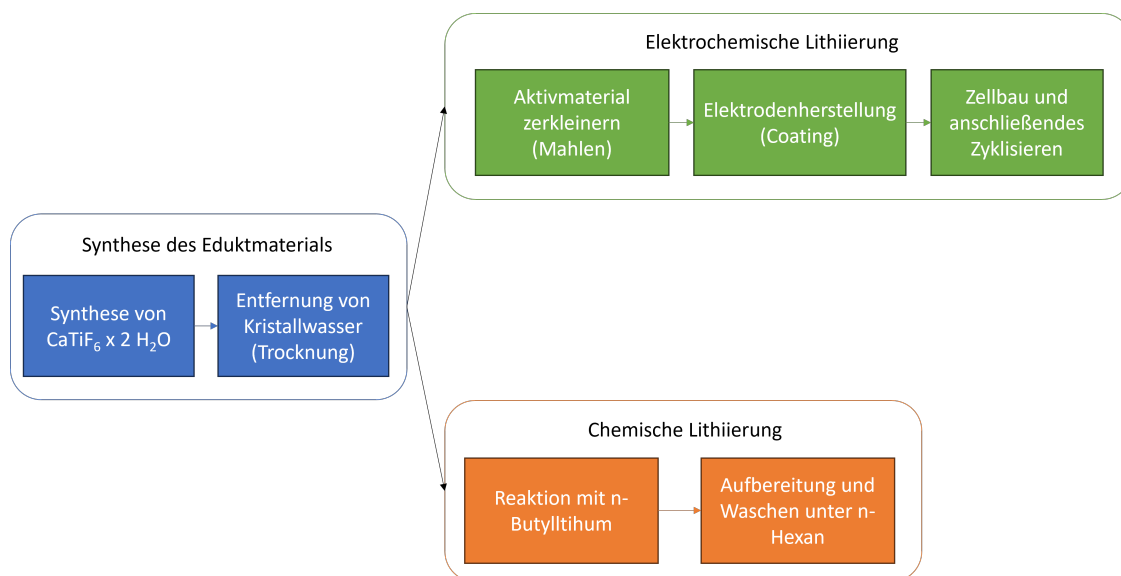 Elektrochemische Lithiierung
Aktivmaterial
zerkleinern
(Mahlen)
Elektrodenherstellung
(Coating)
Zellbau und
anschließendes
Zyklisieren
Synthese des Eduktmaterials
Synthese von
CaTiF₆ x 2 H₂O
Entfernung von
Kristallwasser
(Trocknung)
Chemische Lithiierung
Reaktion mit n-
Butylltihum
Aufbereitung und
Waschen unter n-
Hexan